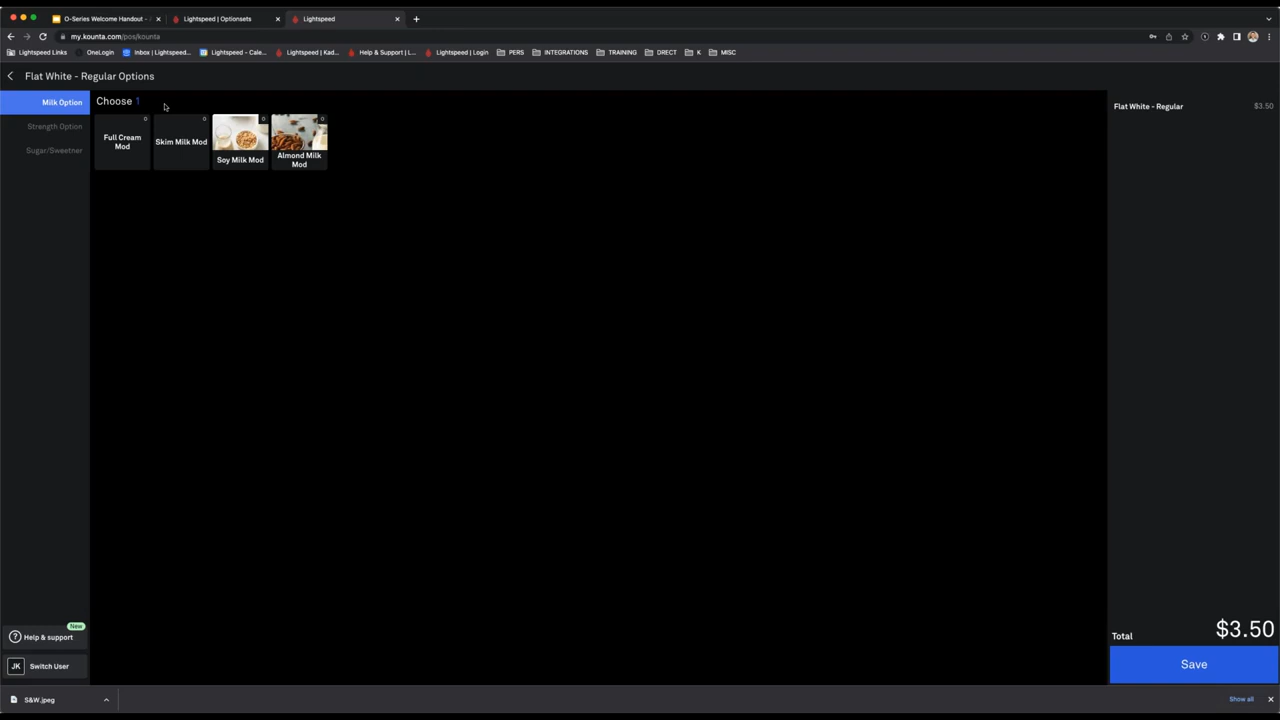 O-Series Welcome Handout - 
Lightspeed | Optionsets
Lightspeed
my.kounta.com/pos/kounta
Lightspeed Links
OneLogin
Inbox | Lightspeed...
Lightspeed - Cale...
Lightspeed | Kad...
Help & Support | L...
Lightspeed | Login
PERS
INTEGRATIONS
TRAINING
DRECT
K
MISC
Flat White - Regular Options
Milk Option
Strength Option
Sugar/Sweetner
Choose 1
0
Full Cream
Mod
0
Skim Milk Mod
0
Soy Milk Mod
0
Almond Milk
Mod
Flat White - Regular $3.50
New
Help & support
JK Switch User
Total $3.50
Save
S&W.jpeg
Show all